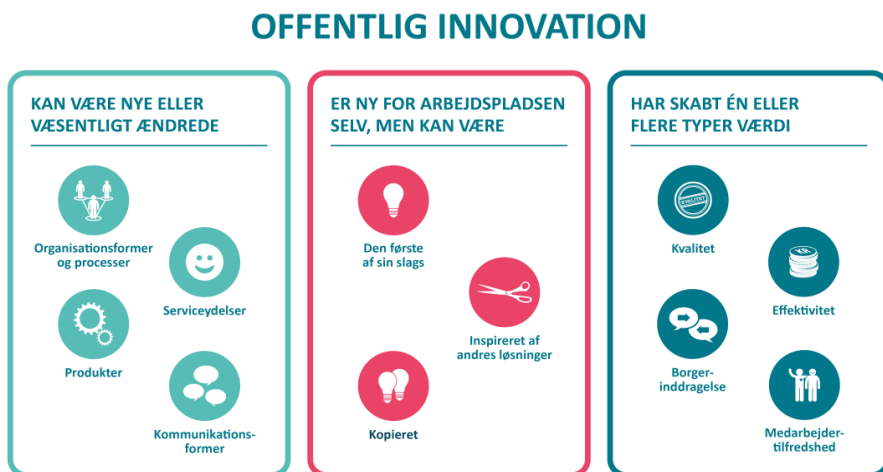 OFFENTLIG INNOVATION
KAN VÆRE NYE ELLER
VÆSENTLIGT ÆNDREDE
Organisationsformer
og processer
Serviceydelser
Produkter
Kommunikations-
former
ER NY FOR ARBEJDSPLADSEN
SELV, MEN KAN VÆRE
Den første
af sin slags
Inspireret af
andres løsninger
Kopieret
HAR SKABT ÉN ELLER
FLERE TYPER VÆRDI
KVALITET
Kvalitet
KR
Effektivitet
Borger-
inddragelse
Medarbejder-
tilfredshed